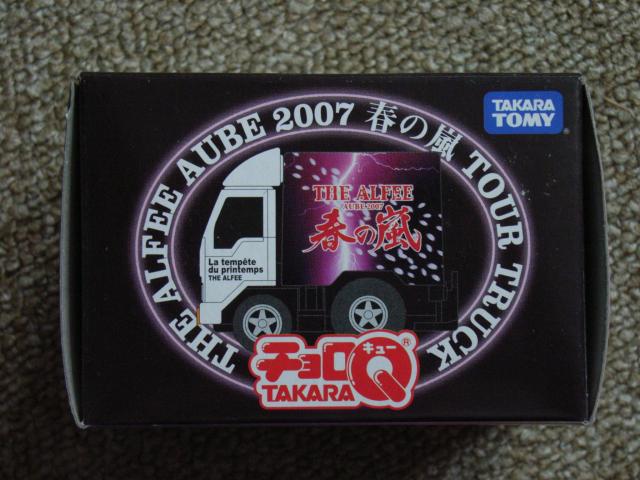 THE ALFEE AUBE 2007 春の嵐 TOUR TRUCK
TAKARA
TOMY
THE ALFEE
AUBE 2007
春の嵐
La tempête
du printemps
THE ALFEE
チョロQ
キュー
®
TAKARA